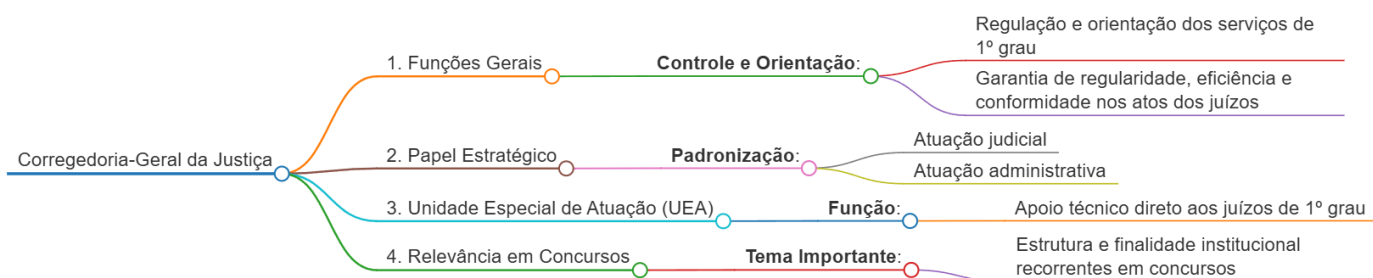 Corregedoria-Geral da Justiça
1. Funções Gerais
Controle e Orientação:
Regulação e orientação dos serviços de
1º grau
Garantia de regularidade, eficiência e
conformidade nos atos dos juízos
2. Papel Estratégico
Padronização:
Atuação judicial
Atuação administrativa
3. Unidade Especial de Atuação (UEA)
Função:
Apoio técnico direto aos juízos de 1º grau
4. Relevância em Concursos
Tema Importante:
Estrutura e finalidade institucional
recorrentes em concursos